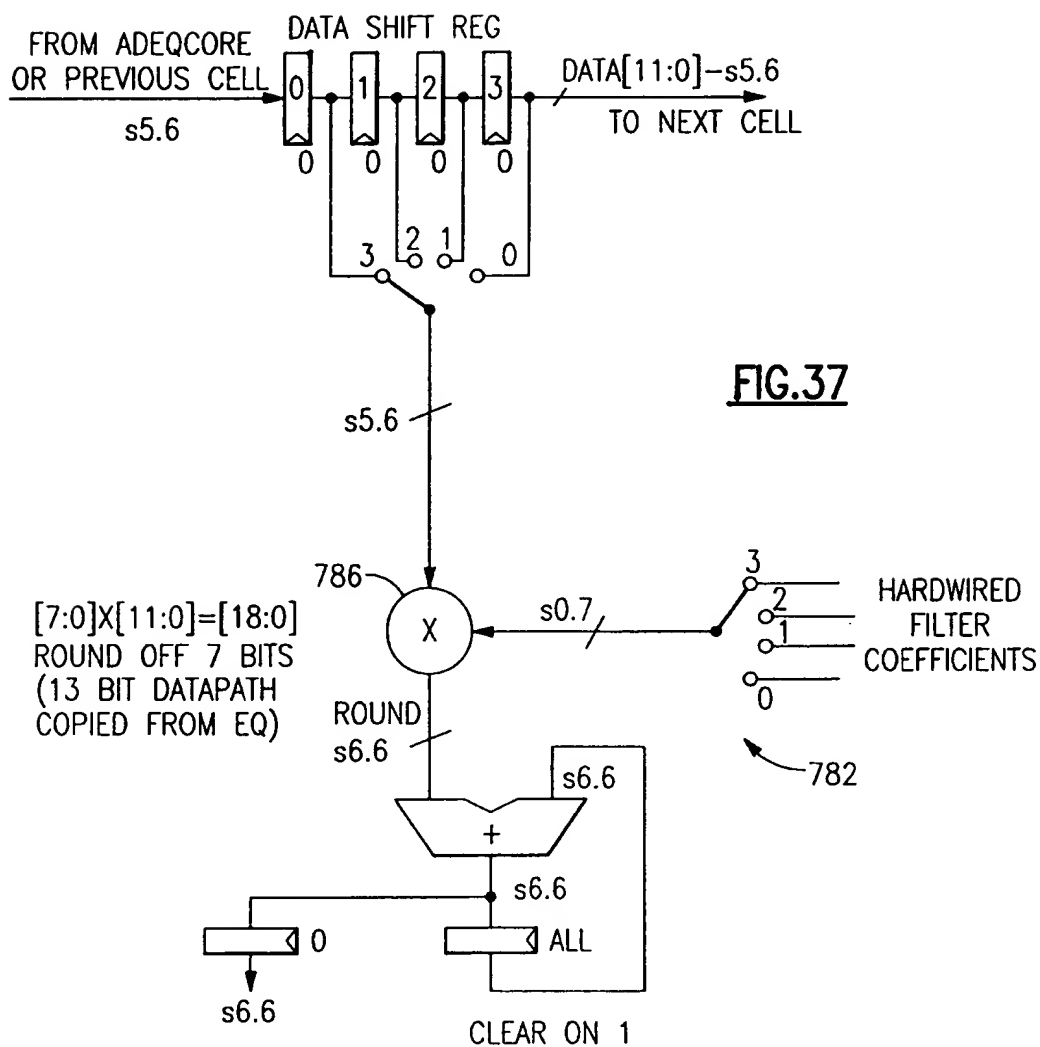 DATA SHIFT REG
FROM ADEQCORE
OR PREVIOUS CELL
s5.6
0
1
2
3
DATA[11:0]-s5.6
TO NEXT CELL
0
0
0
0
3
2
1
0
FIG.37
s5.6
786
X
s0.7
3
2
1
0
HARDWIRED
FILTER
COEFFICIENTS
782
[7:0]X[11:0]=[18:0]
ROUND OFF 7 BITS
(13 BIT DATAPATH
COPIED FROM EQ)
ROUND
s6.6
s6.6
+
s6.6
0
ALL
s6.6
CLEAR ON 1